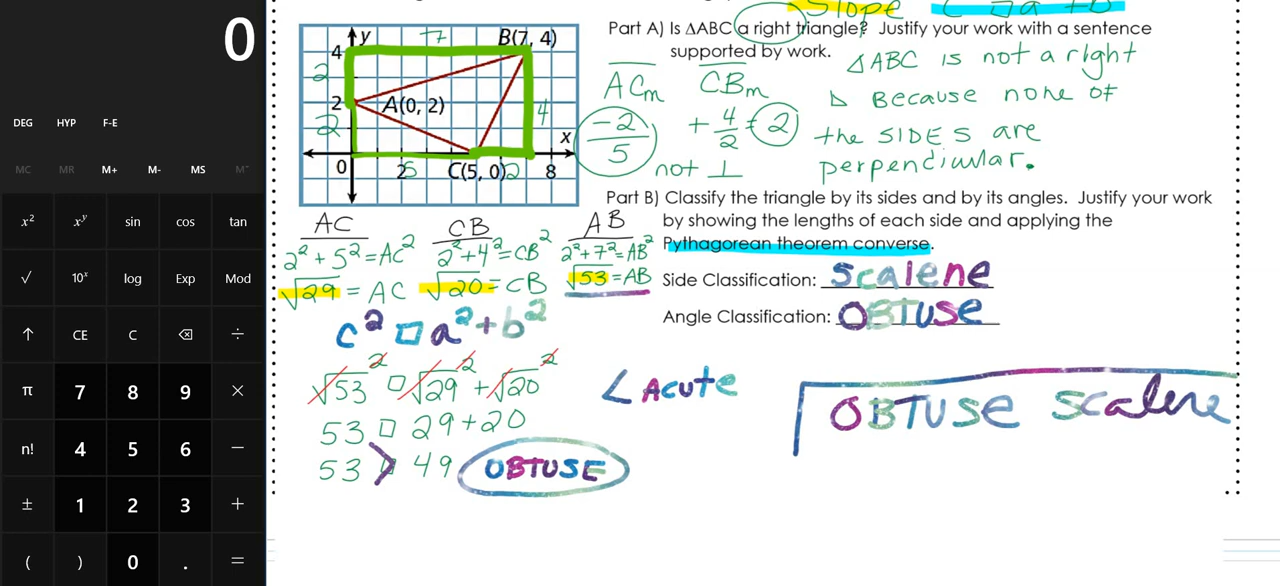 0
DEG HYP F-E
MC MR M+ M- MS M˅
x² xʸ sin cos tan
√ 10ˣ log Exp Mod
↑ CE C ⌫ ÷
π 7 8 9 ×
n! 4 5 6 −
± 1 2 3 +
( ) 0 . =
y
7
B(7, 4)
4
2
2
A(0, 2)
4
2
x
0
2
5
C(5, 0)
2
8
Slope
Part A) Is ΔABC a right triangle? Justify your work with a sentence
supported by work.
AC m CB m
-2/5 + 4/2 = 2
not ⊥
△ABC is not a right
△ Because none of
the SIDES are
perpendicular.
Part B) Classify the triangle by its sides and by its angles. Justify your work
by showing the lengths of each side and applying the
Pythagorean theorem converse.
Side Classification: Scalene
Angle Classification: OBTUSE
AC CB AB
2² + 5² = AC² 2² + 4² = CB² 2² + 7² = AB²
√29 = AC √20 = CB √53 = AB
c² □ a² + b²
√53² □ √29² + √20²
53 □ 29 + 20
53 > 49 OBTUSE
< Acute
OBTUSE Scalene